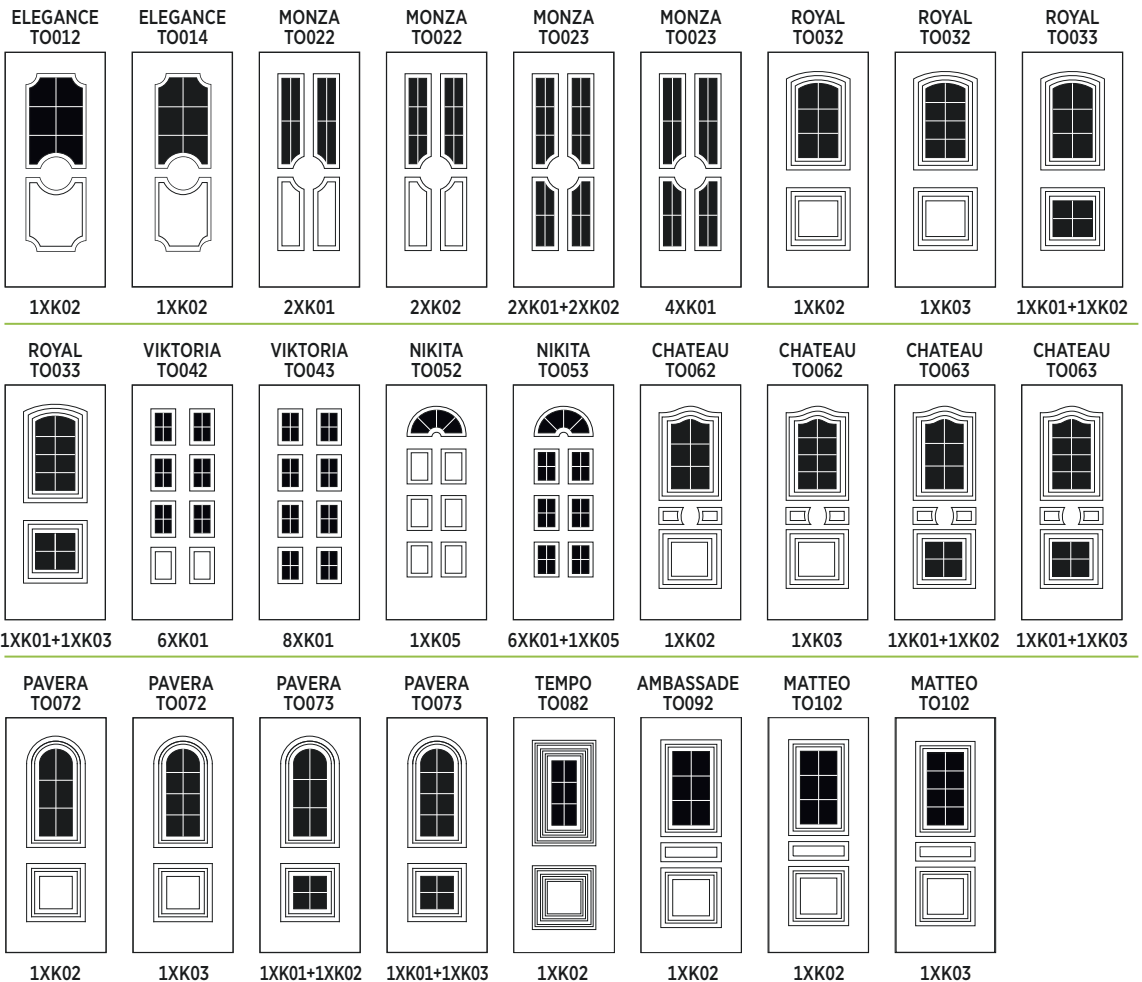 ELEGANCE
TO012
ELEGANCE
TO014
MONZA
TO022
MONZA
TO022
MONZA
TO023
MONZA
TO023
ROYAL
TO032
ROYAL
TO032
ROYAL
TO033
1XK02
1XK02
2XK01
2XK02
2XK01+2XK02
4XK01
1XK02
1XK03
1XK01+1XK02
ROYAL
TO033
VIKTORIA
TO042
VIKTORIA
TO043
NIKITA
TO052
NIKITA
TO053
CHATEAU
TO062
CHATEAU
TO062
CHATEAU
TO063
CHATEAU
TO063
1XK01+1XK03
6XK01
8XK01
1XK05
6XK01+1XK05
1XK02
1XK03
1XK01+1XK02
1XK01+1XK03
PAVERA
TO072
PAVERA
TO072
PAVERA
TO073
PAVERA
TO073
TEMPO
TO082
AMBASSADE
TO092
MATTEO
TO102
MATTEO
TO102
1XK02
1XK03
1XK01+1XK02
1XK01+1XK03
1XK02
1XK02
1XK02
1XK03